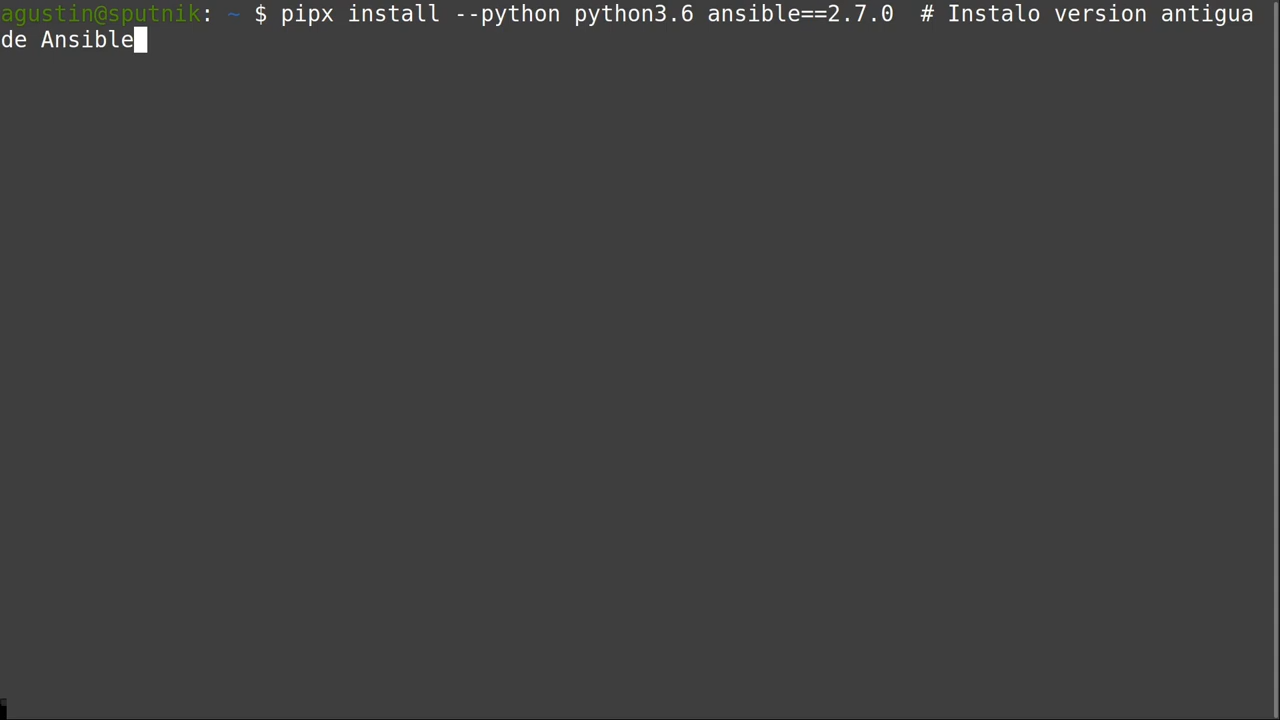 agustin@sputnik: ~ $ pipx install --python python3.6 ansible==2.7.0  # Instalo version antigua
de Ansible